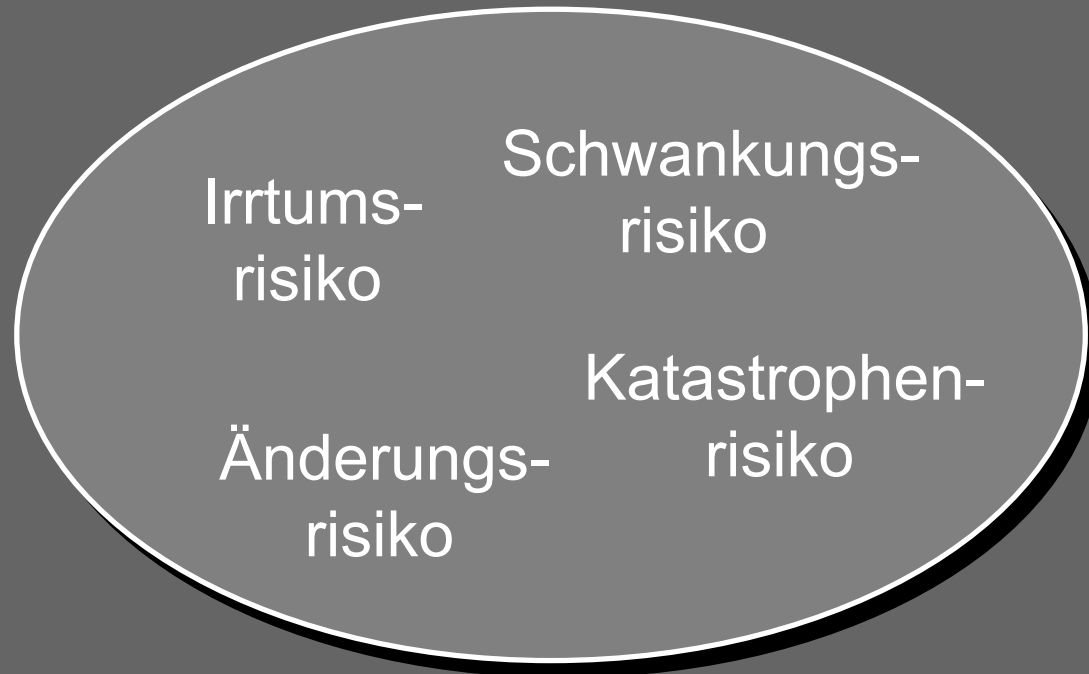 Irrtums-
risiko
Schwankungs-
risiko
Änderungs-
risiko
Katastrophen-
risiko